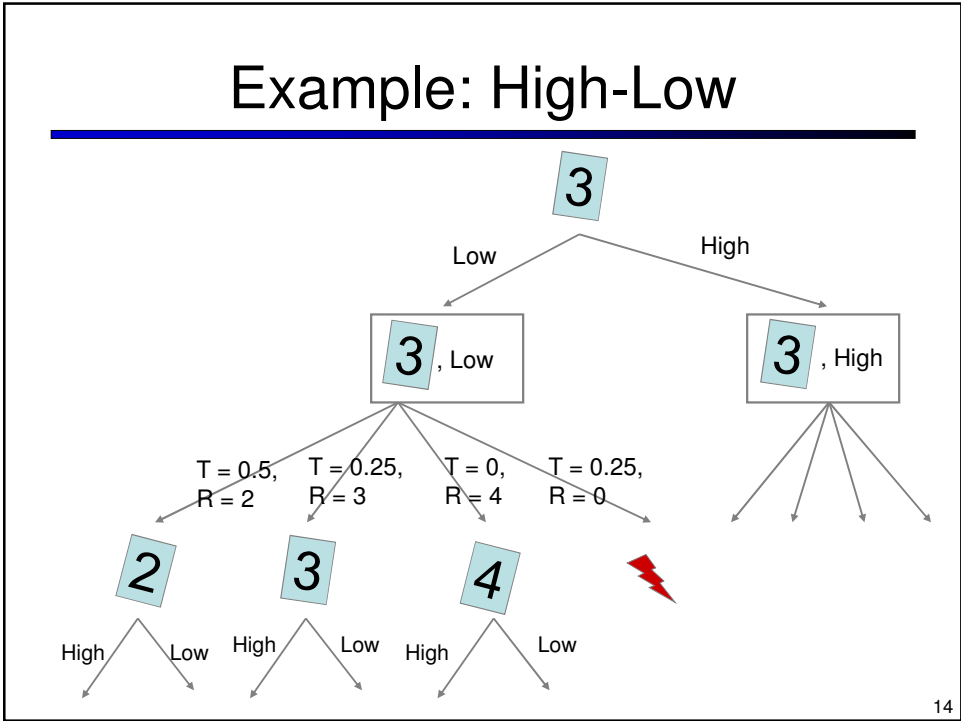 Example: High-Low
3
Low
High
3 , Low
3 , High
T = 0.5,
R = 2
T = 0.25,
R = 3
T = 0,
R = 4
T = 0.25,
R = 0
2
3
4
High
Low
High
Low
High
Low
14